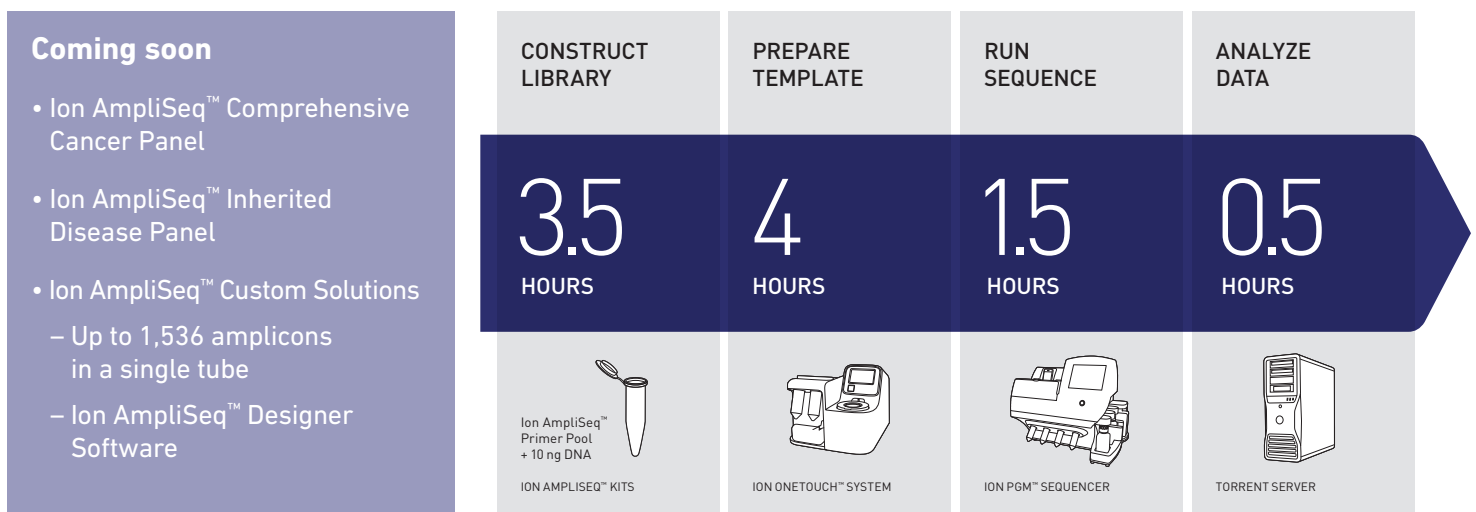 Coming soon
• Ion AmpliSeq™ Comprehensive
Cancer Panel
• Ion AmpliSeq™ Inherited
Disease Panel
• Ion AmpliSeq™ Custom Solutions
– Up to 1,536 amplicons
in a single tube
– Ion AmpliSeq™ Designer
Software
CONSTRUCT
LIBRARY
3.5
HOURS
Ion AmpliSeq™
Primer Pool
+ 10 ng DNA
ION AMPLISEQ™ KITS
PREPARE
TEMPLATE
4
HOURS
ION ONETOUCH™ SYSTEM
RUN
SEQUENCE
1.5
HOURS
ION PGM™ SEQUENCER
ANALYZE
DATA
0.5
HOURS
TORRENT SERVER